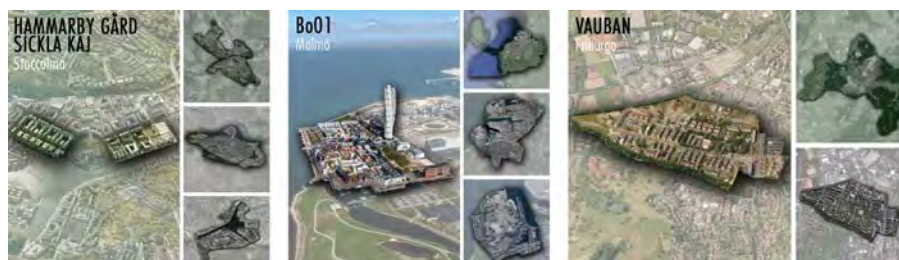 HAMMARBY GÅRD
SICKLA KAJ
Stoccolma
Bo01
Malmö
VAUBAN
Friburgo